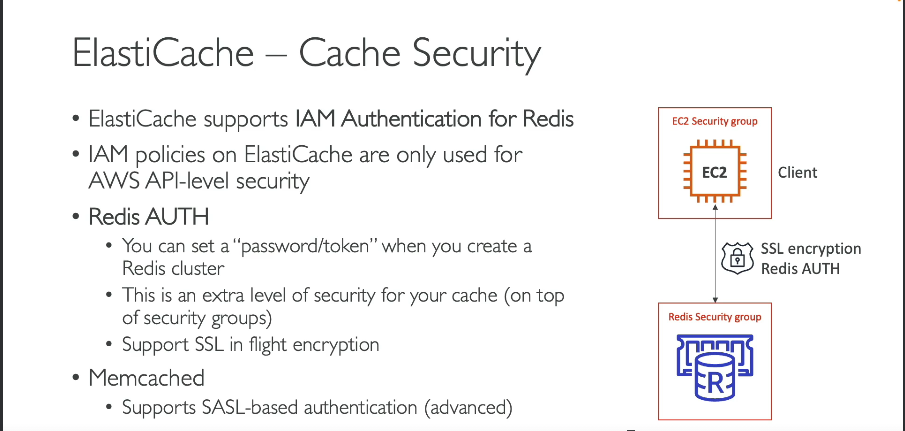 ElastiCache – Cache Security
• ElastiCache supports IAM Authentication for Redis
• IAM policies on ElastiCache are only used for
AWS API-level security
• Redis AUTH
• You can set a “password/token” when you create a
Redis cluster
• This is an extra level of security for your cache (on top
of security groups)
• Support SSL in flight encryption
• Memcached
• Supports SASL-based authentication (advanced)
EC2 Security group
EC2
Client
SSL encryption
Redis AUTH
Redis Security group
R